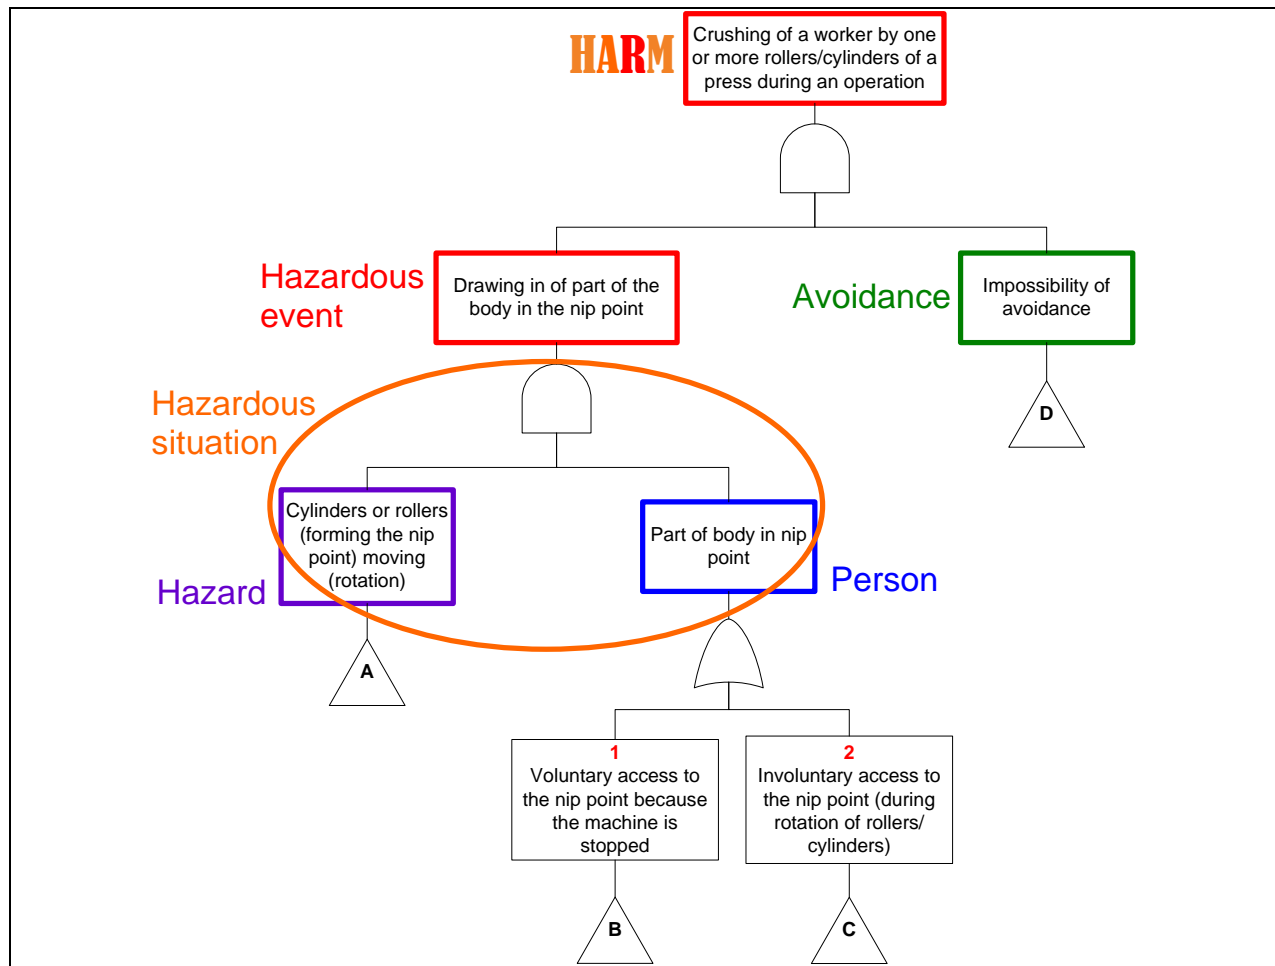 HARM
Crushing of a worker by one
or more rollers/cylinders of a
press during an operation
Hazardous
event
Drawing in of part of the
body in the nip point
Avoidance
Impossibility of
avoidance
D
Hazardous
situation
Cylinders or rollers
(forming the nip
point) moving
(rotation)
Hazard
Part of body in nip
point
Person
A
1
Voluntary access to
the nip point because
the machine is
stopped
2
Involuntary access to
the nip point (during
rotation of rollers/
cylinders)
B
C